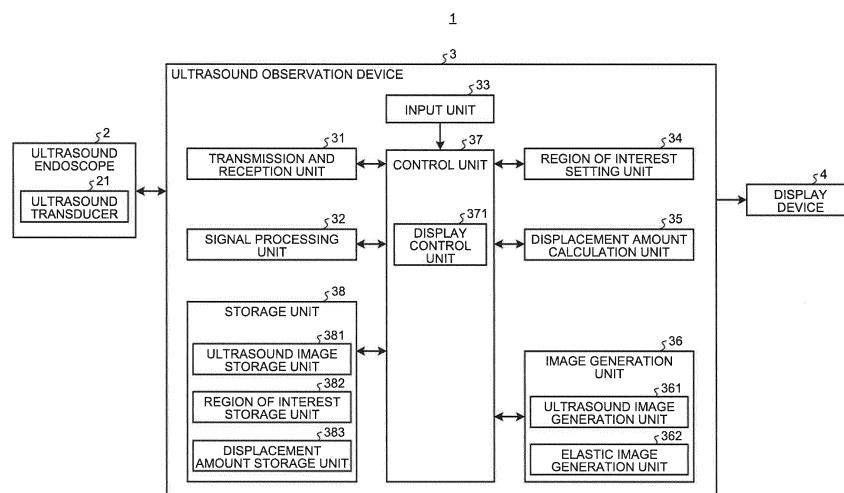 1
3
ULTRASOUND OBSERVATION DEVICE
33
INPUT UNIT
2
ULTRASOUND
ENDOSCOPE
21
ULTRASOUND
TRANSDUCER
31
TRANSMISSION AND
RECEPTION UNIT
37
CONTROL UNIT
34
REGION OF INTEREST
SETTING UNIT
4
DISPLAY
DEVICE
32
SIGNAL PROCESSING
UNIT
371
DISPLAY
CONTROL
UNIT
35
DISPLACEMENT AMOUNT
CALCULATION UNIT
38
STORAGE UNIT
381
ULTRASOUND IMAGE
STORAGE UNIT
382
REGION OF INTEREST
STORAGE UNIT
383
DISPLACEMENT
AMOUNT STORAGE UNIT
36
IMAGE GENERATION
UNIT
361
ULTRASOUND IMAGE
GENERATION UNIT
362
ELASTIC IMAGE
GENERATION UNIT